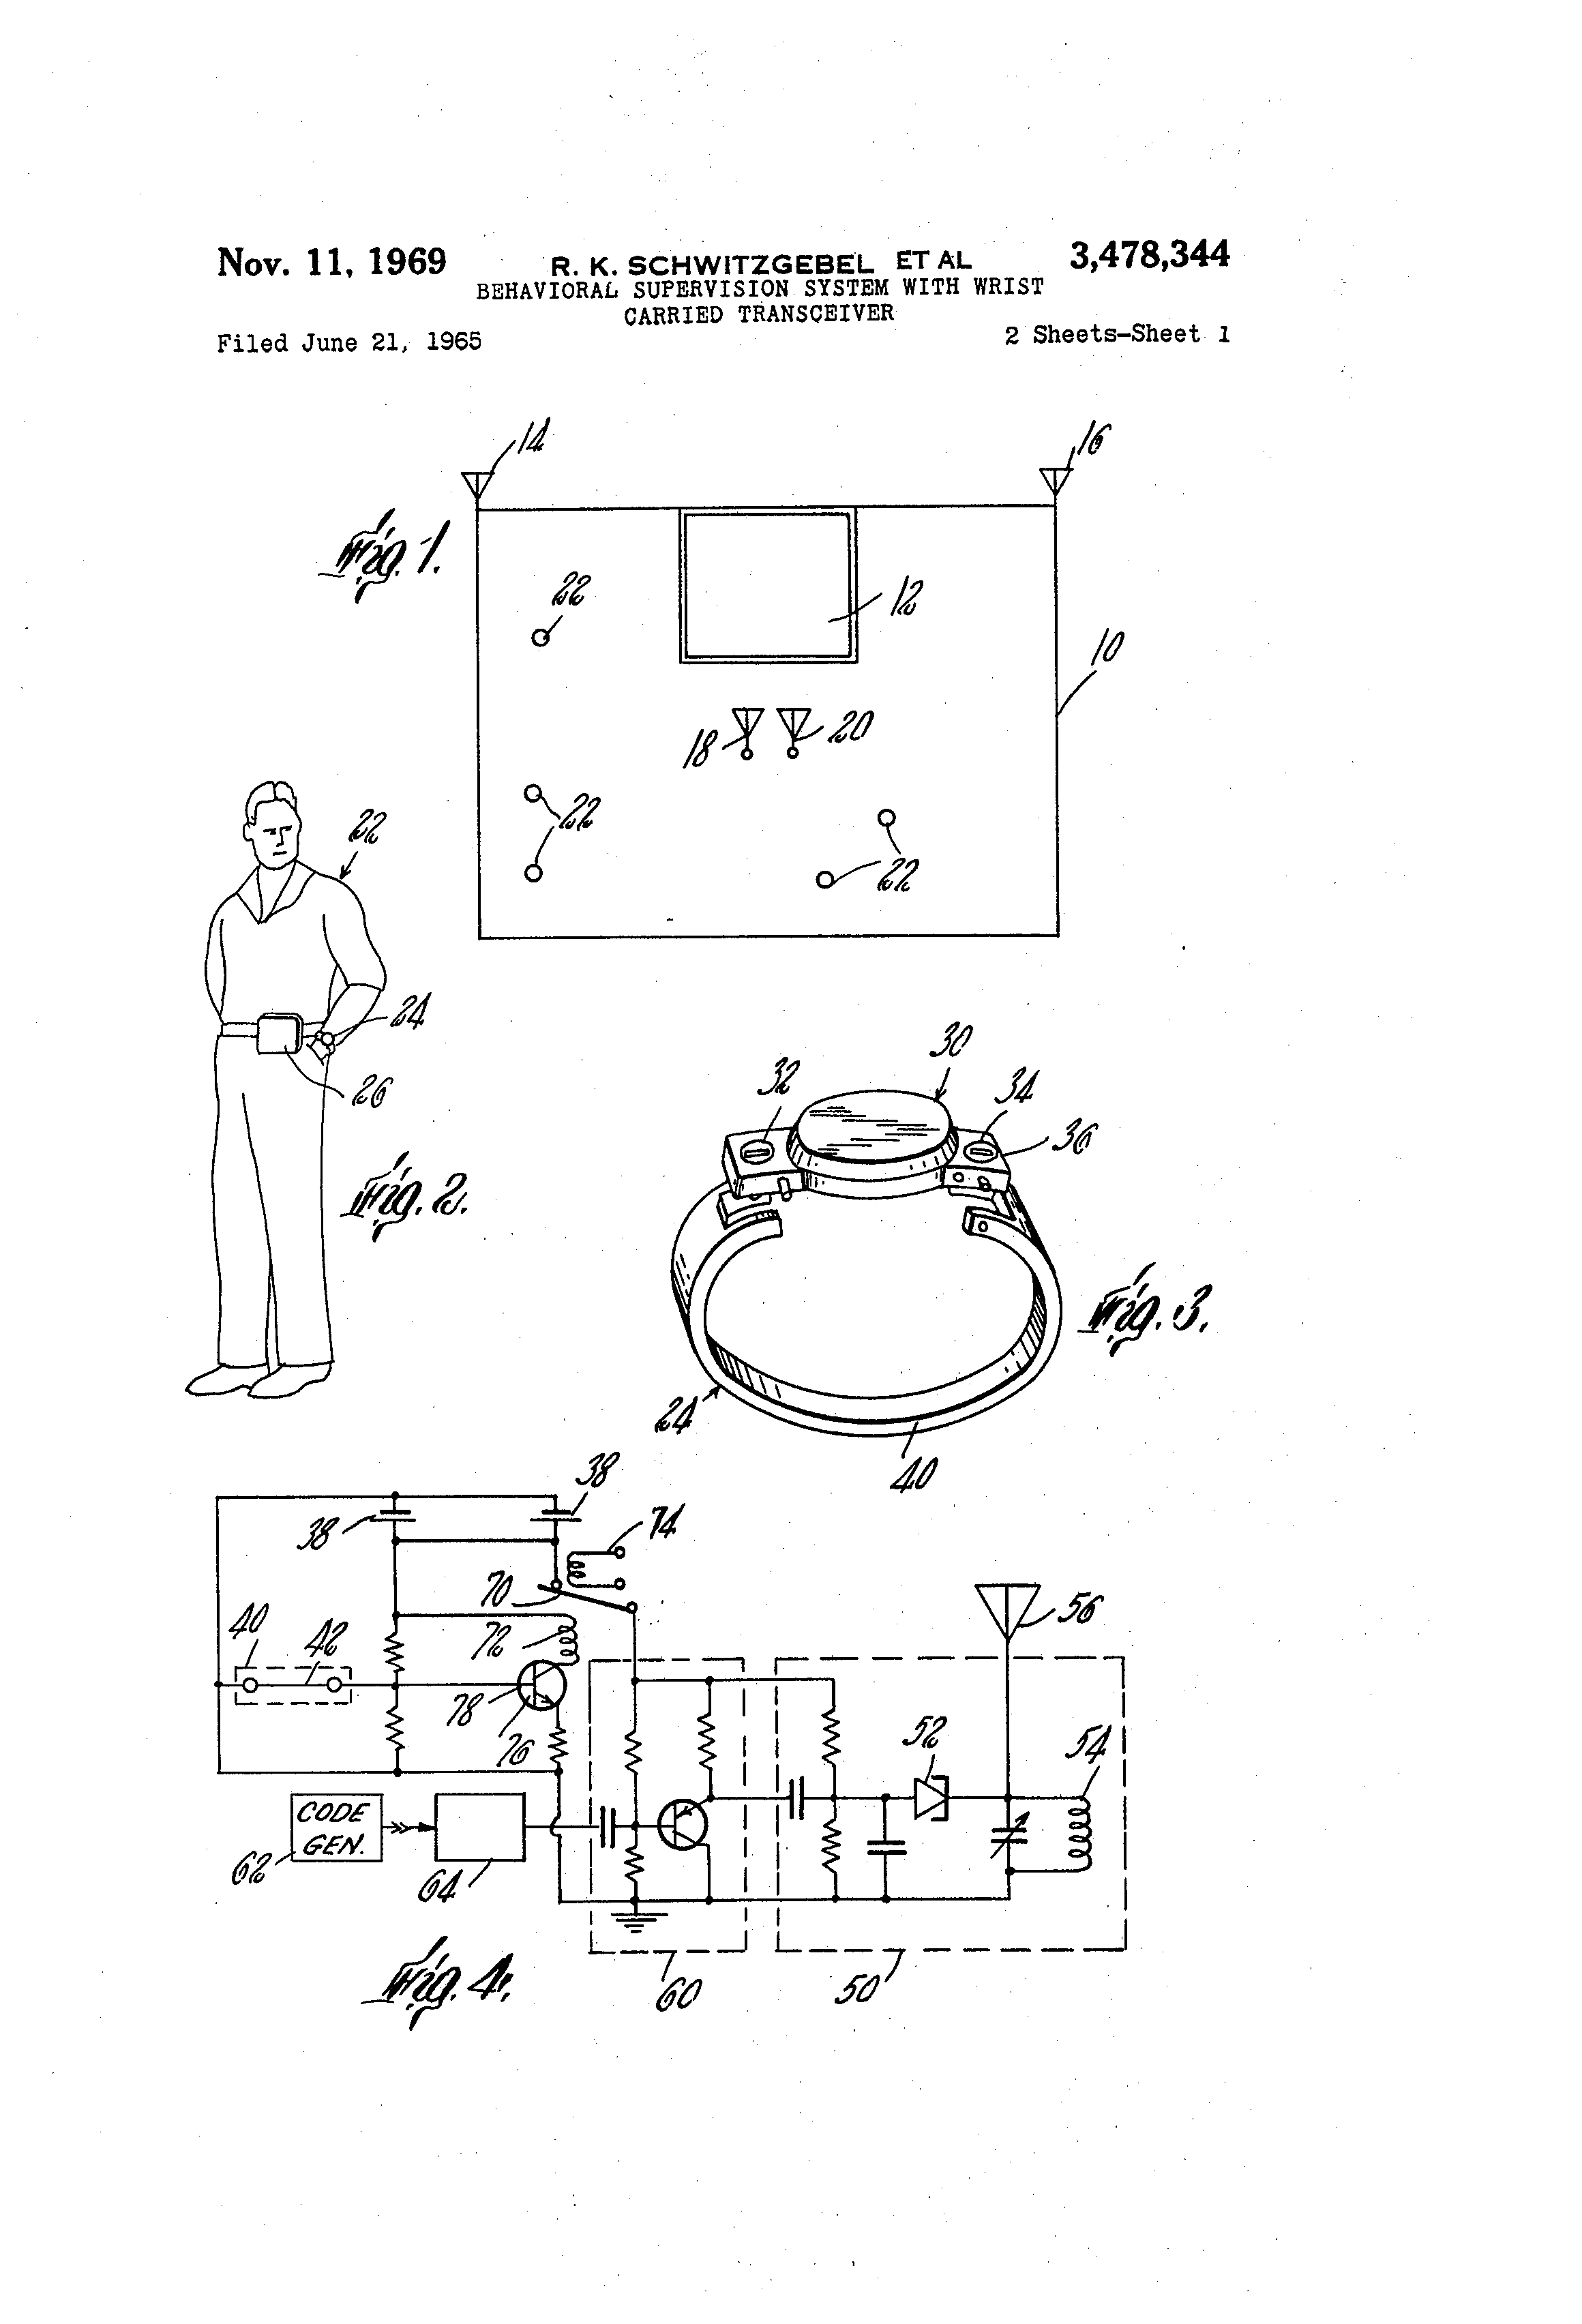 Nov. 11, 1969 R. K. SCHWITZGEBEL ET AL 3,478,344
BEHAVIORAL SUPERVISION SYSTEM WITH WRIST
CARRIED TRANSCEIVER
Filed June 21, 1965 2 Sheets-Sheet 1
14 16
Fig. 1.
22 12
10
18 20
22 22
22
24
26
Fig. 2.
30
32 34
36
Fig. 3.
24
40
38
38 74
70
40 42 72 56
78 76 52 54
CODE
GEN.
62 64
Fig. 4.
60 50